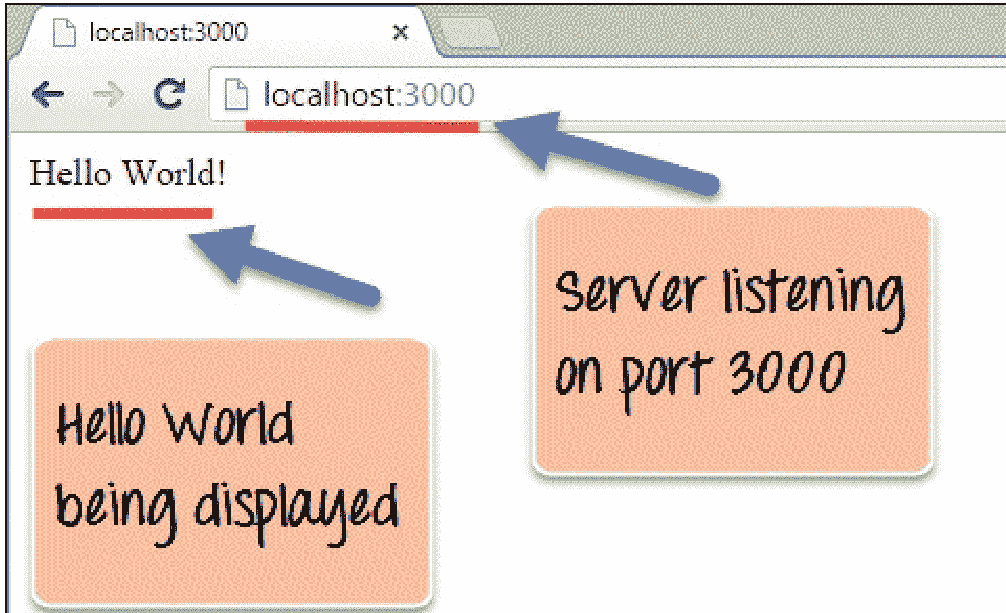 localhost:3000
localhost:3000
Hello World!
Server listening
on port 3000
Hello World
being displayed